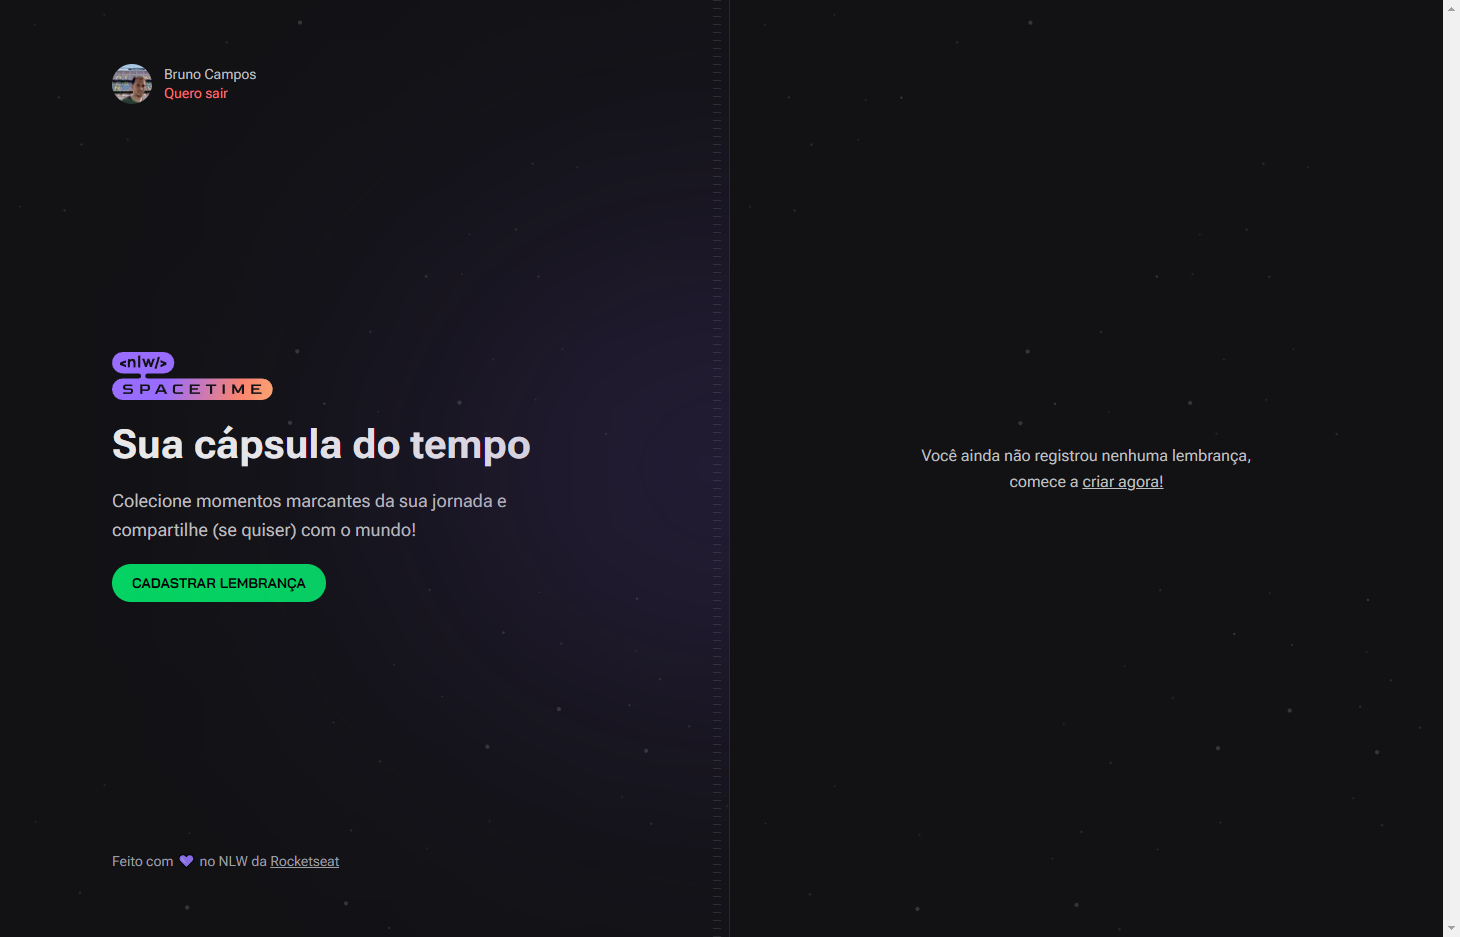 Bruno Campos
Quero sair
<nlw/>
SPACETIME
Sua cápsula do tempo
Colecione momentos marcantes da sua jornada e
compartilhe (se quiser) com o mundo!
CADASTRAR LEMBRANÇA
Feito com 💜 no NLW da Rocketseat
Você ainda não registrou nenhuma lembrança,
comece a criar agora!